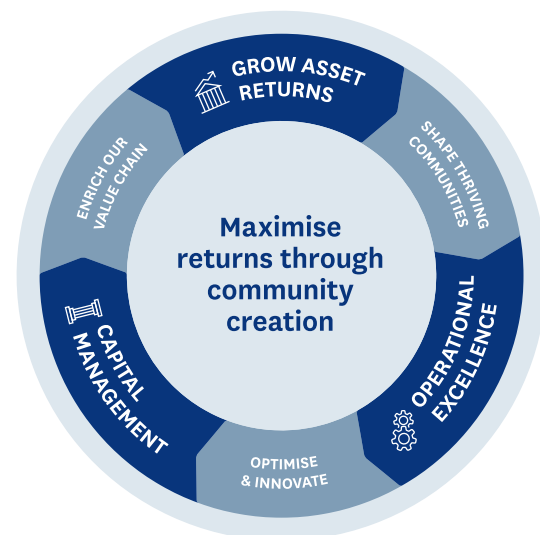 GROW ASSET
RETURNS
SHAPE THRIVING
COMMUNITIES
OPERATIONAL
EXCELLENCE
OPTIMISE
& INNOVATE
CAPITAL
MANAGEMENT
ENRICH OUR
VALUE CHAIN
Maximise
returns through
community
creation